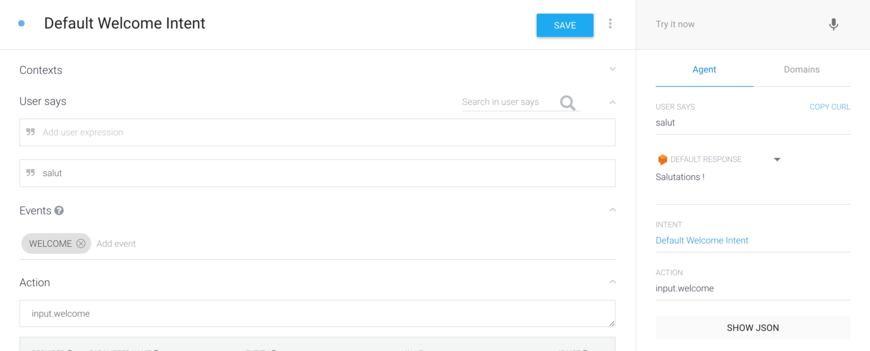 Default Welcome Intent
SAVE
Contexts
User says
Search in user says
Add user expression
salut
Events
WELCOME
Add event
Action
input.welcome
Try it now
Agent
Domains
USER SAYS
COPY CURL
salut
DEFAULT RESPONSE
Salutations !
INTENT
Default Welcome Intent
ACTION
input.welcome
SHOW JSON